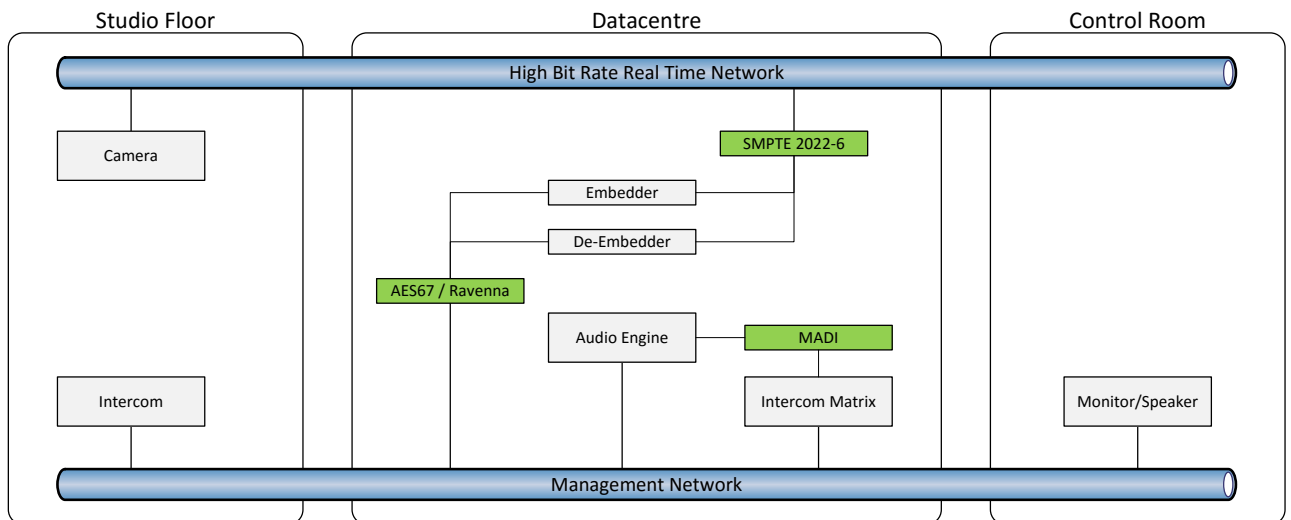 Studio Floor
Datacentre
Control Room
High Bit Rate Real Time Network
Camera
SMPTE 2022-6
Embedder
De-Embedder
AES67 / Ravenna
Audio Engine
MADI
Intercom
Intercom Matrix
Monitor/Speaker
Management Network